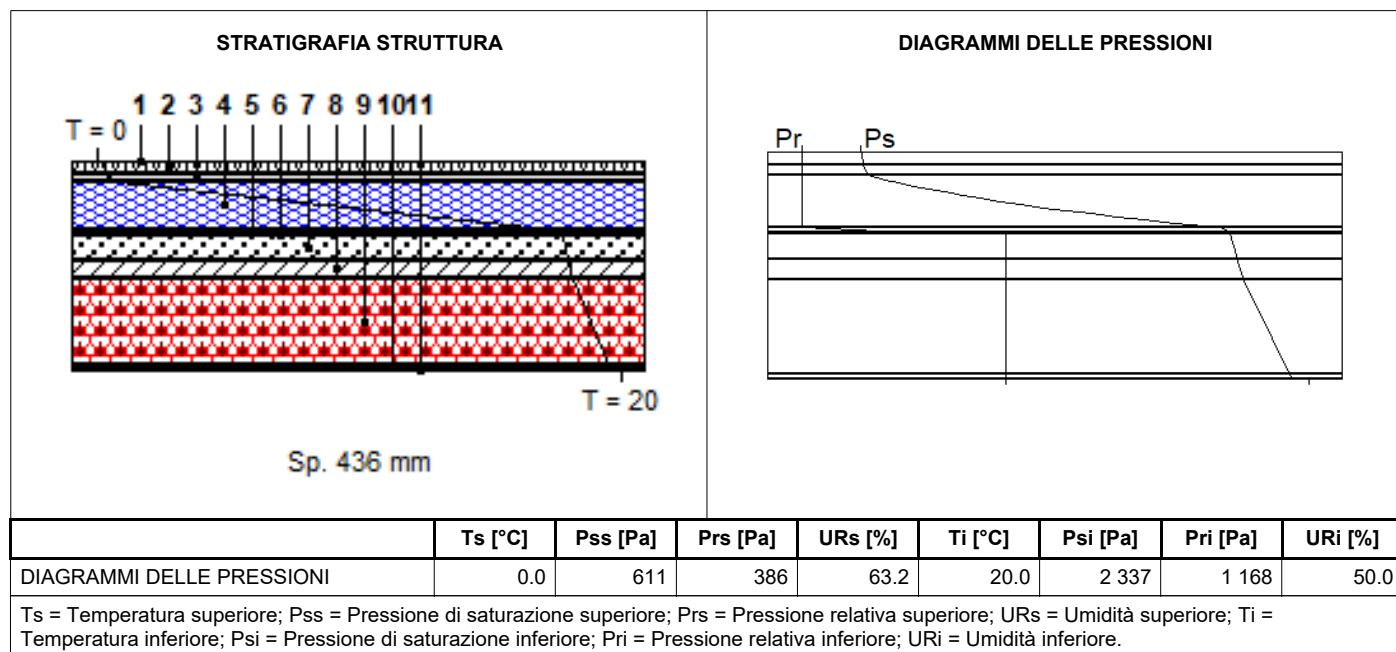 STRATIGRAFIA STRUTTURA
1 2 3 4 5 6 7 8 9 10 11
T = 0
T = 20
Sp. 436 mm
DIAGRAMMI DELLE PRESSIONI
Pr Ps
Ts [°C] Pss [Pa] Prs [Pa] URs [%] Ti [°C] Psi [Pa] Pri [Pa] URi [%]
DIAGRAMMI DELLE PRESSIONI 0.0 611 386 63.2 20.0 2 337 1 168 50.0
Ts = Temperatura superiore; Pss = Pressione di saturazione superiore; Prs = Pressione relativa superiore; URs = Umidità superiore; Ti =
Temperatura inferiore; Psi = Pressione di saturazione inferiore; Pri = Pressione relativa inferiore; URi = Umidità inferiore.